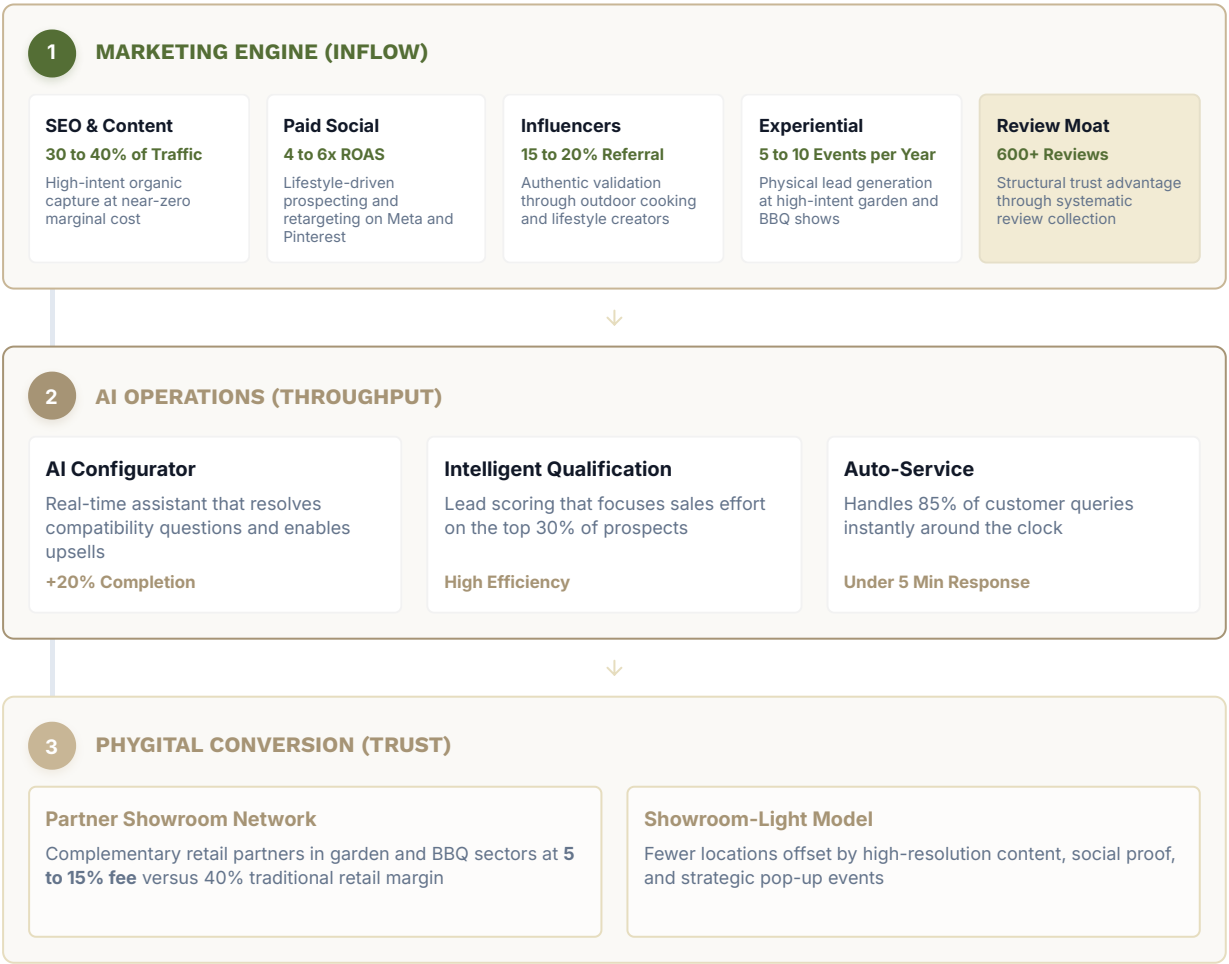 1
MARKETING ENGINE (INFLOW)
SEO & Content
30 to 40% of Traffic
High-intent organic
capture at near-zero
marginal cost
Paid Social
4 to 6x ROAS
Lifestyle-driven
prospecting and
retargeting on Meta and
Pinterest
Influencers
15 to 20% Referral
Authentic validation
through outdoor cooking
and lifestyle creators
Experiential
5 to 10 Events per Year
Physical lead generation
at high-intent garden and
BBQ shows
Review Moat
600+ Reviews
Structural trust advantage
through systematic
review collection
↓
2
AI OPERATIONS (THROUGHPUT)
AI Configurator
Real-time assistant that resolves
compatibility questions and enables
upsells
+20% Completion
Intelligent Qualification
Lead scoring that focuses sales effort
on the top 30% of prospects
High Efficiency
Auto-Service
Handles 85% of customer queries
instantly around the clock
Under 5 Min Response
↓
3
PHYGITAL CONVERSION (TRUST)
Partner Showroom Network
Complementary retail partners in garden and BBQ sectors at 5
to 15% fee versus 40% traditional retail margin
Showroom-Light Model
Fewer locations offset by high-resolution content, social proof,
and strategic pop-up events